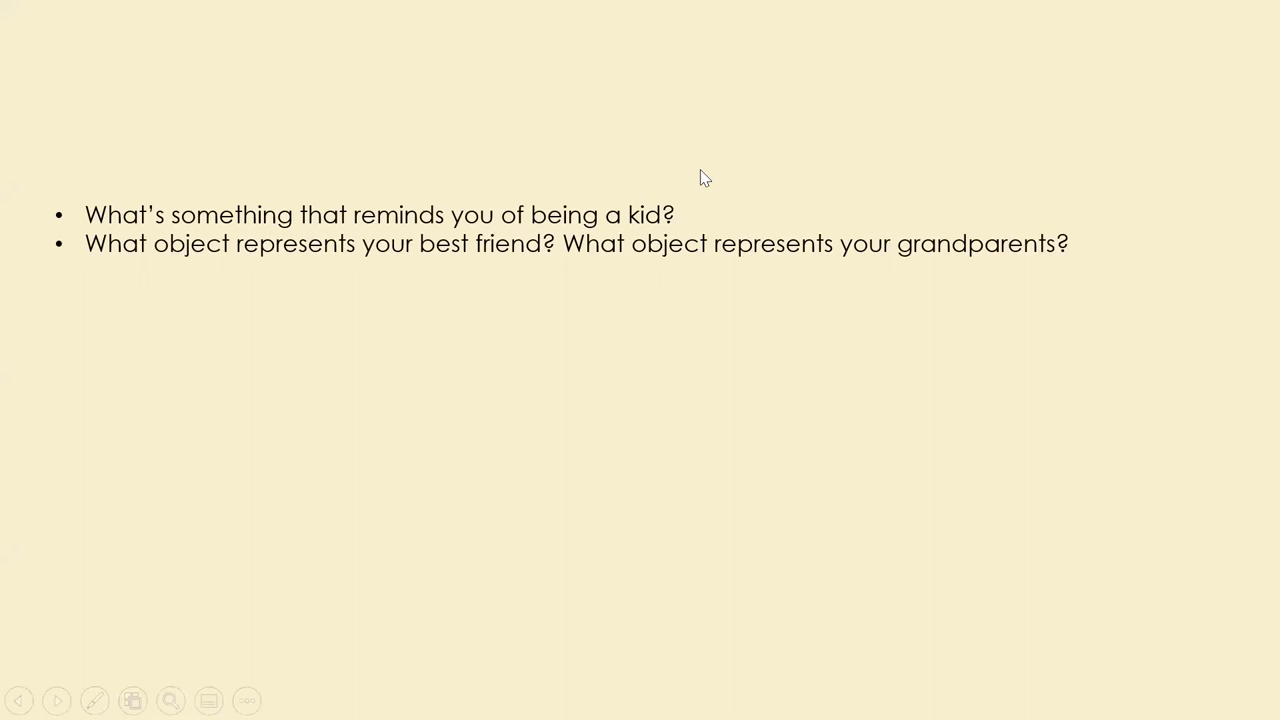 • What’s something that reminds you of being a kid?
• What object represents your best friend? What object represents your grandparents?